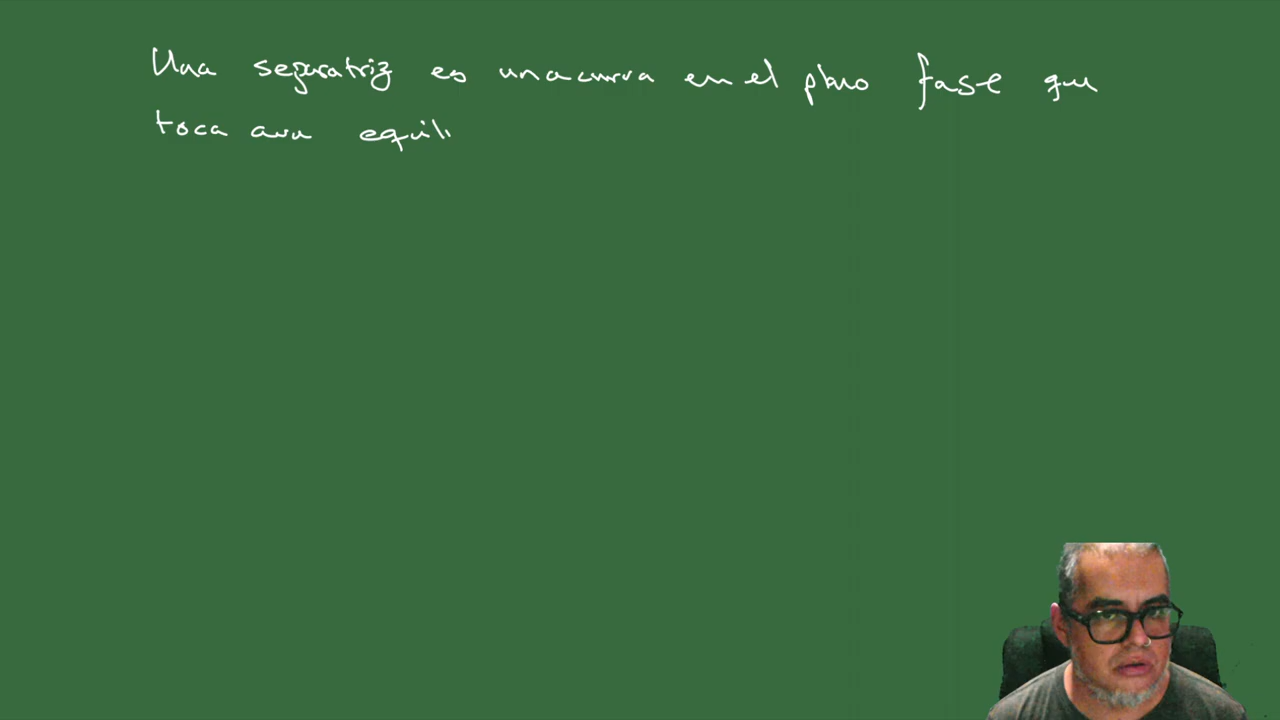 Una separatriz es una curva en el plano fase que
toca a un equili